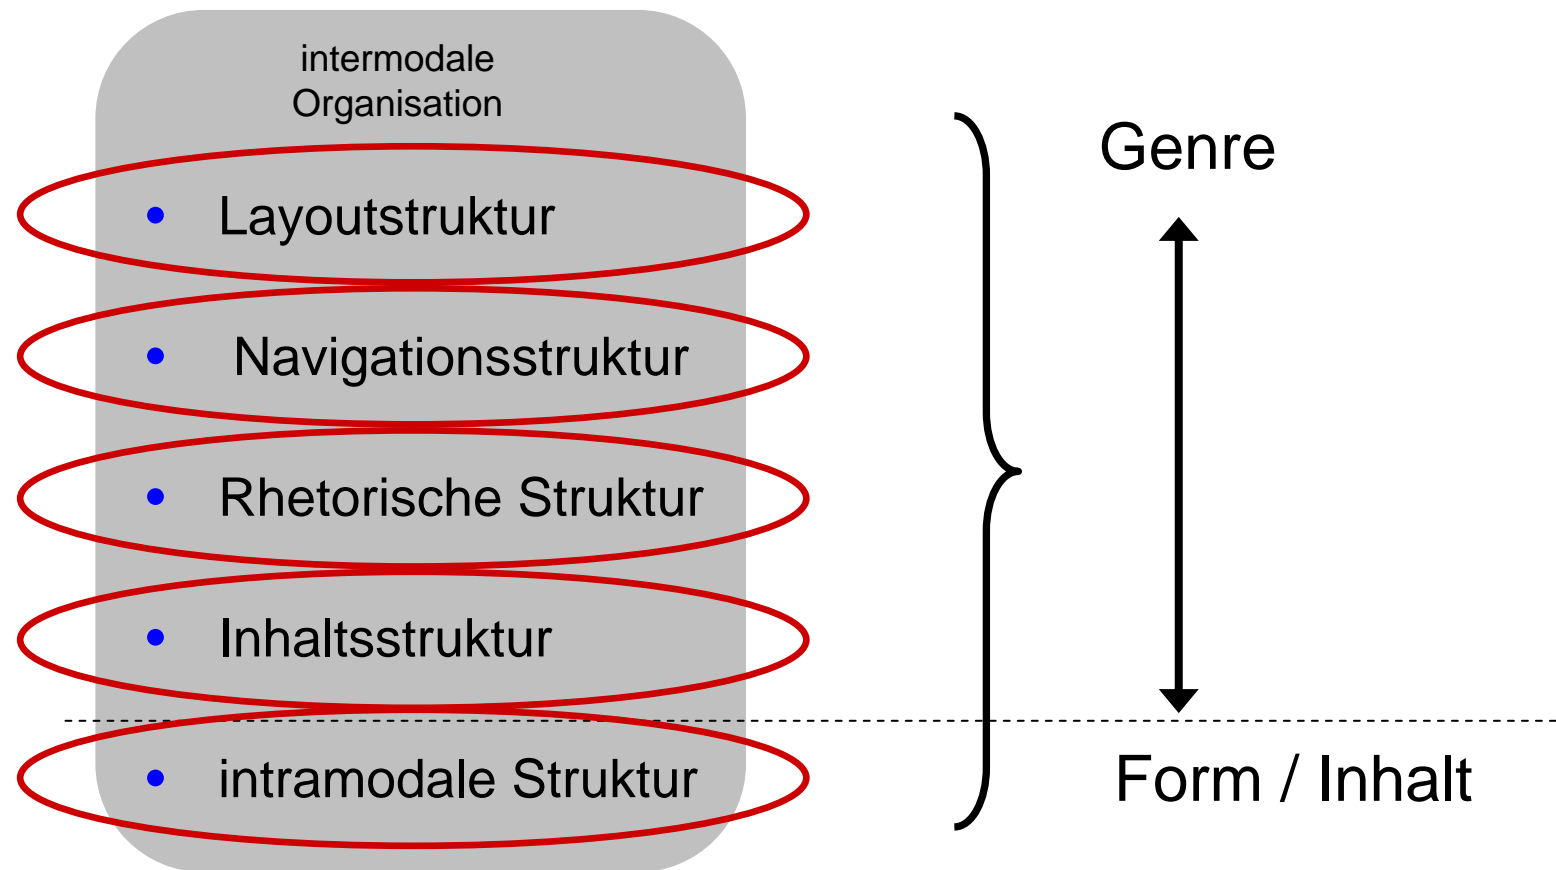 intermodale
Organisation
• Layoutstruktur
• Navigationsstruktur
• Rhetorische Struktur
• Inhaltsstruktur
• intramodale Struktur
Genre
Form / Inhalt